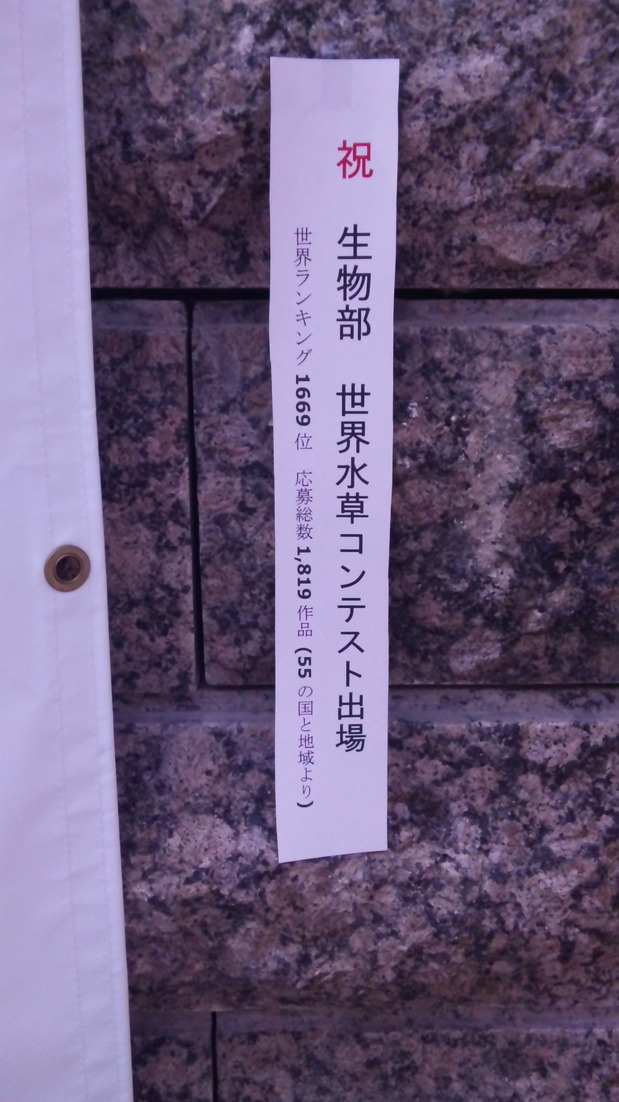 祝　生物部　世界水草コンテスト出場
世界ランキング 1669 位　応募総数 1,819 作品 (55 の国と地域より)